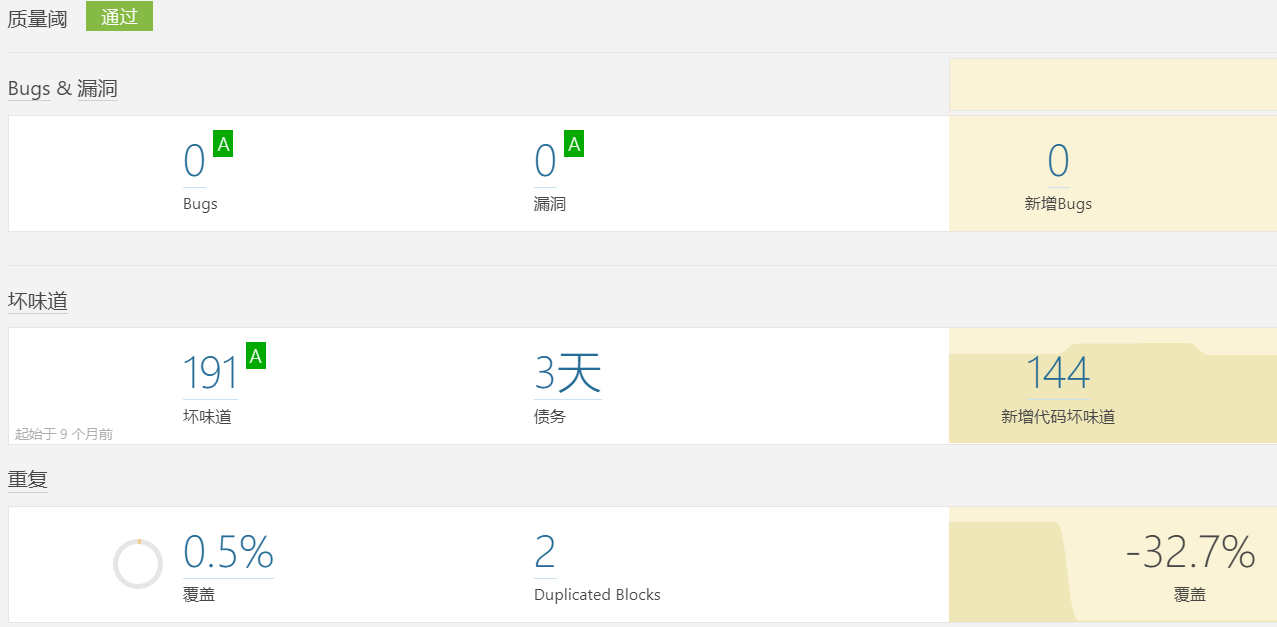 质量阈 通过
Bugs & 漏洞
0 A 0 A 0
Bugs 漏洞 新增Bugs
坏味道
191 A 3天 144
坏味道 债务 新增代码坏味道
起始于 9 个月前
重复
0.5% 2 -32.7%
覆盖 Duplicated Blocks 覆盖